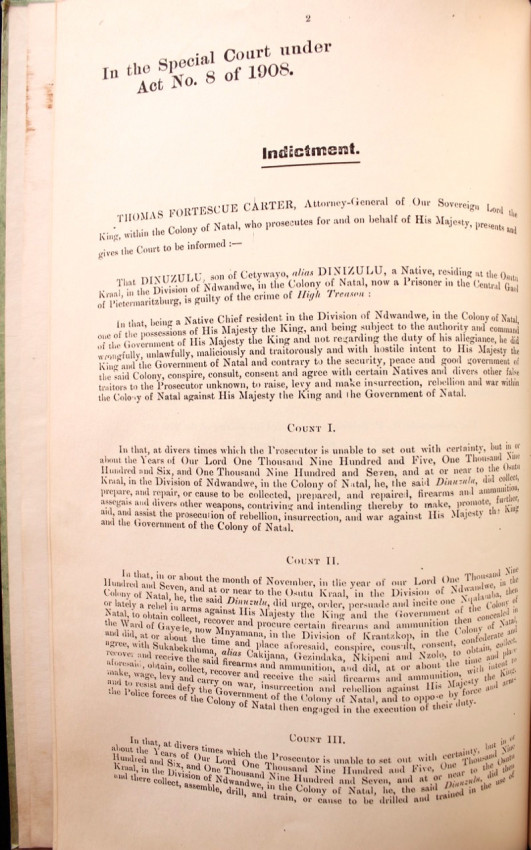 2
In the Special Court under
Act No. 8 of 1908.
Indictment.
THOMAS FORTESCUE CARTER, Attorney-General of Our Sovereign Lord the
King, within the Colony of Natal, who prosecutes for and on behalf of His Majesty, presents and
gives the Court to be informed :—
That DINUZULU, son of Cetywayo, alias DINIZULU, a Native, residing at the Osutu
Kraal, in the Division of Ndwandwe, in the Colony of Natal, now a Prisoner in the Central Gaol
of Pietermaritzburg, is guilty of the crime of High Treason :
In that, being a Native Chief resident in the Division of Ndwandwe, in the Colony of Natal,
one of the possessions of His Majesty the King, and being subject to the authority and command
of the Government of His Majesty the King and not regarding the duty of his allegiance, he did
wrongfully, unlawfully, maliciously and traitorously and with hostile intent to His Majesty the
King and the Government of Natal and contrary to the security, peace and good government of
the said Colony, conspire, consult, consent and agree with certain Natives and divers other false
traitors to the Prosecutor unknown, to raise, levy and make insurrection, rebellion and war within
the Colony of Natal against His Majesty the King and the Government of Natal.
COUNT I.
In that, at divers times which the Prosecutor is unable to set out with certainty, but in or
about the Years of Our Lord One Thousand Nine Hundred and Five, One Thousand Nine
Hundred and Six, and One Thousand Nine Hundred and Seven, and at or near to the Osutu
Kraal, in the Division of Ndwandwe, in the Colony of Natal, he, the said Dinuzulu, did collect,
prepare, and repair, or cause to be collected, prepared, and repaired, firearms and ammunition,
assegais and divers other weapons, contriving and intending thereby to make, promote, further,
aid, and assist the prosecution of rebellion, insurrection, and war against His Majesty the King
and the Government of the Colony of Natal.
COUNT II.
In that, in or about the month of November, in the year of our Lord One Thousand Nine
Hundred and Seven, and at or near to the Osutu Kraal, in the Division of Ndwandwe, in the
Colony of Natal, he, the said Dinuzulu, did urge, order, persuade and incite one Nqalauba, then
or lately a rebel in arms against His Majesty the King and the Government of the Colony of
Natal, to obtain collect, recover and procure certain firearms and ammunition then concealed in
the Ward of Gayede, now Mnyamana, in the Division of Krantzkop, in the Colony of Natal,
and did, at or about the time and place aforesaid, conspire, consult, consent, confederate and
agree, with Sukabekuluma, alias Cakijana, Gezindaka, Nkipeni and Nzolo, to obtain, collect,
recover and receive the said firearms and ammunition, and did, at or about the time and place
aforesaid, obtain, collect, recover and receive the said firearms and ammunition, with intent to
make, wage, levy and carry on war, insurrection and rebellion against His Majesty the King,
and to resist and defy the Government of the Colony of Natal, and to oppose by force and arms
the Police forces of the Colony of Natal then engaged in the execution of their duty.
COUNT III.
In that, at divers times which the Prosecutor is unable to set out with certainty, but in or
about the Years of Our Lord One Thousand Nine Hundred and Five, One Thousand Nine
Hundred and Six, and One Thousand Nine Hundred and Seven, and at or near to the Osutu
Kraal, in the Division of Ndwandwe, in the Colony of Natal, he, the said Dinuzulu, did then
and there collect, assemble, drill, and train, or cause to be drilled and trained in the use of